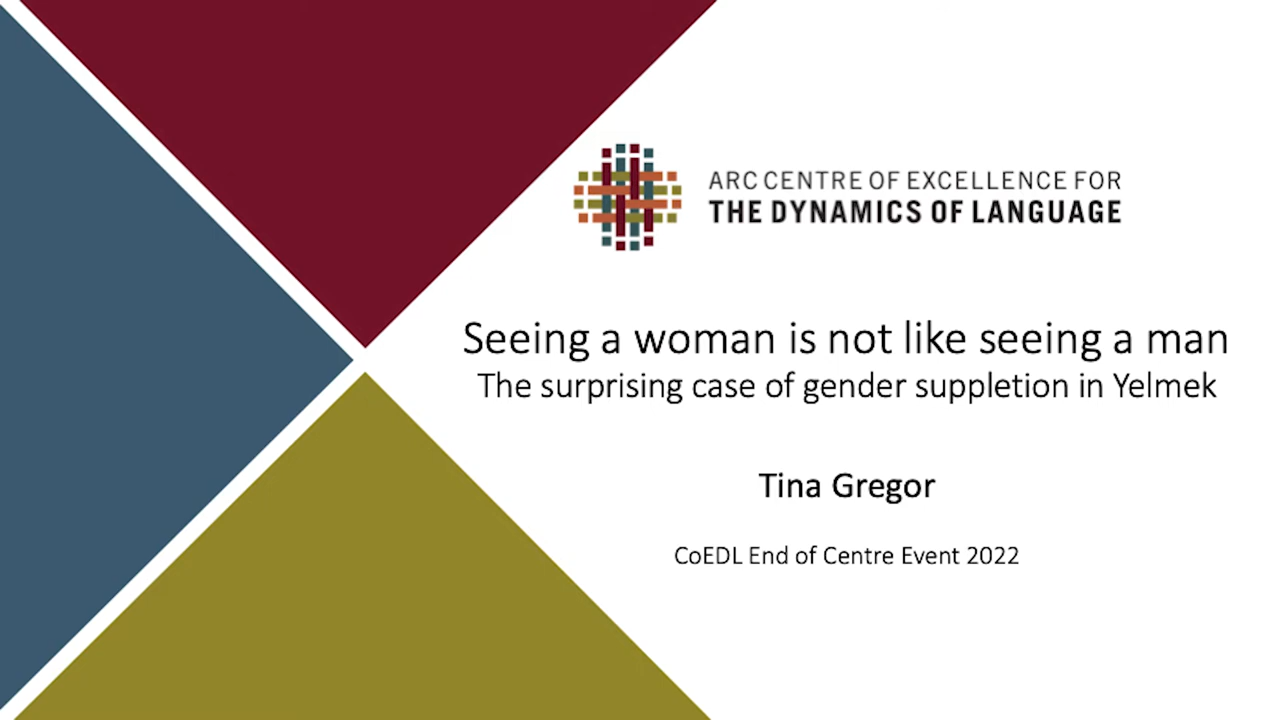 ARC CENTRE OF EXCELLENCE FOR
THE DYNAMICS OF LANGUAGE
Seeing a woman is not like seeing a man
The surprising case of gender suppletion in Yelmek
Tina Gregor
CoEDL End of Centre Event 2022